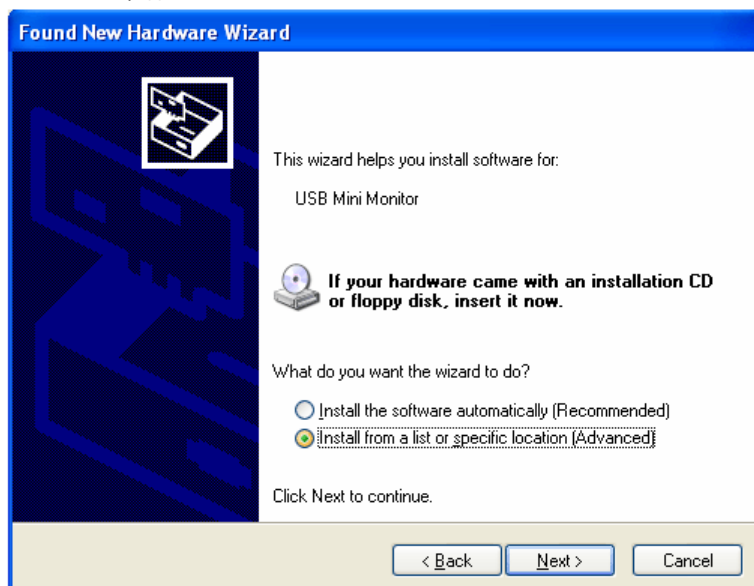 Found New Hardware Wizard
This wizard helps you install software for:
USB Mini Monitor
If your hardware came with an installation CD
or floppy disk, insert it now.
What do you want the wizard to do?
Install the software automatically (Recommended)
Install from a list or specific location (Advanced)
Click Next to continue.
< Back Next > Cancel